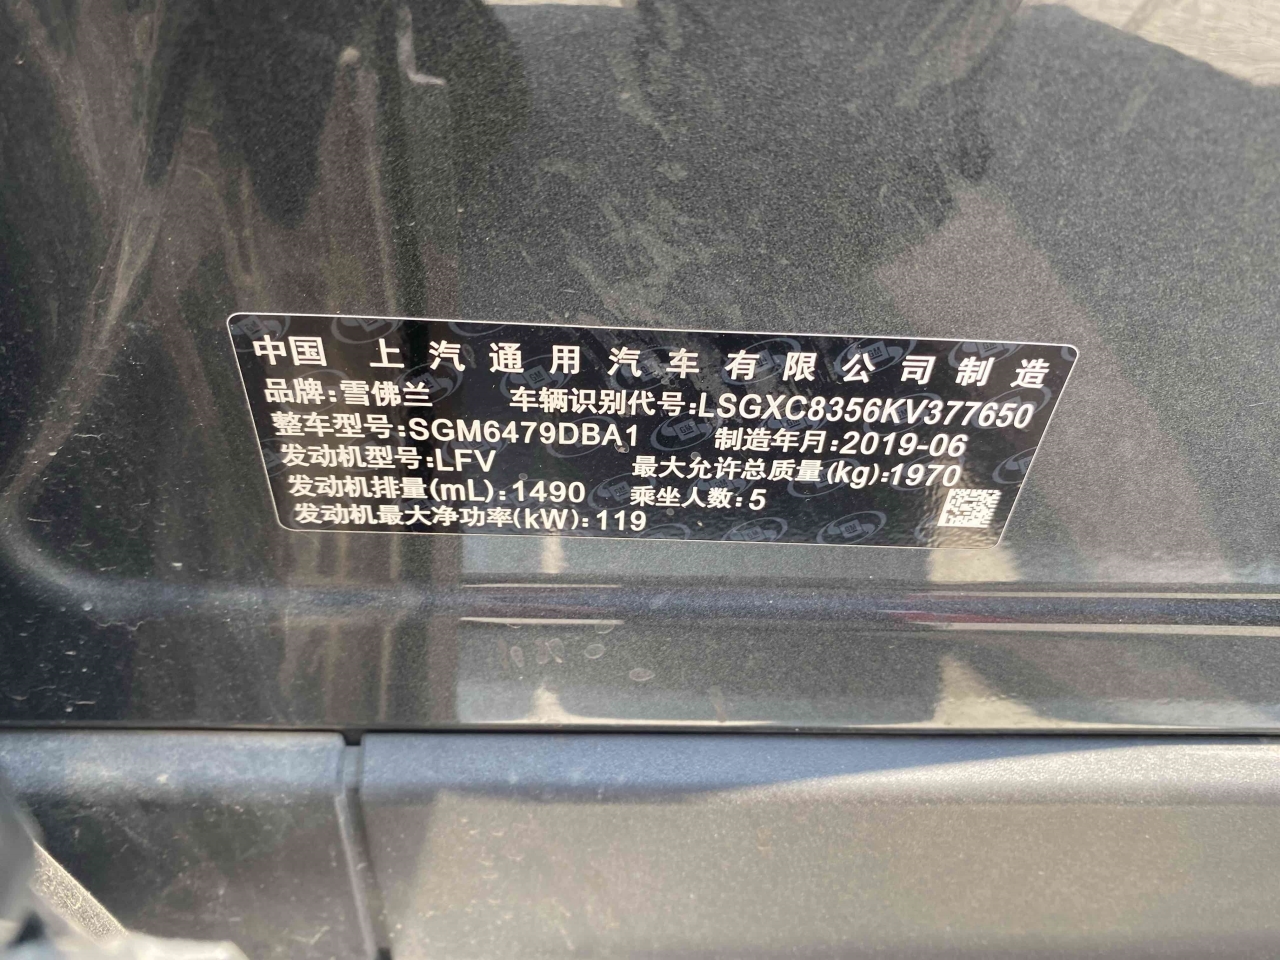 中国 上汽通用汽车有限公司制造
品牌:雪佛兰 车辆识别代号:LSGXC8356KV377650
整车型号:SGM6479DBA1 制造年月:2019-06
发动机型号:LFV 最大允许总质量(kg):1970
发动机排量(mL):1490 乘坐人数:5
发动机最大净功率(kW):119